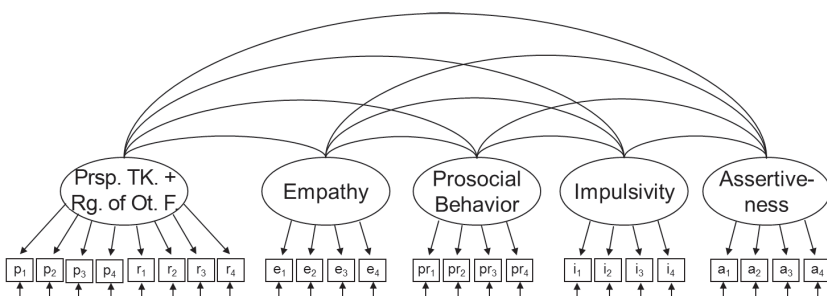 Prsp. TK. +
Rg. of Ot. F
Empathy
Prosocial
Behavior
Impulsivity
Assertive-
ness
p₁ p₂ p₃ p₄ r₁ r₂ r₃ r₄ e₁ e₂ e₃ e₄ pr₁ pr₂ pr₃ pr₄ i₁ i₂ i₃ i₄ a₁ a₂ a₃ a₄